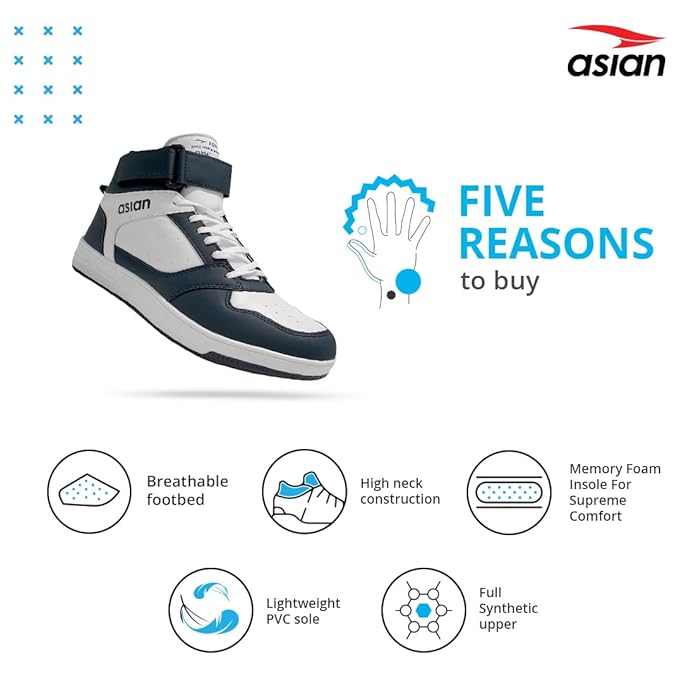 asian
asian
FIVE
REASONS
to buy
Breathable
footbed
High neck
construction
Memory Foam
Insole For
Supreme
Comfort
Lightweight
PVC sole
Full
Synthetic
upper